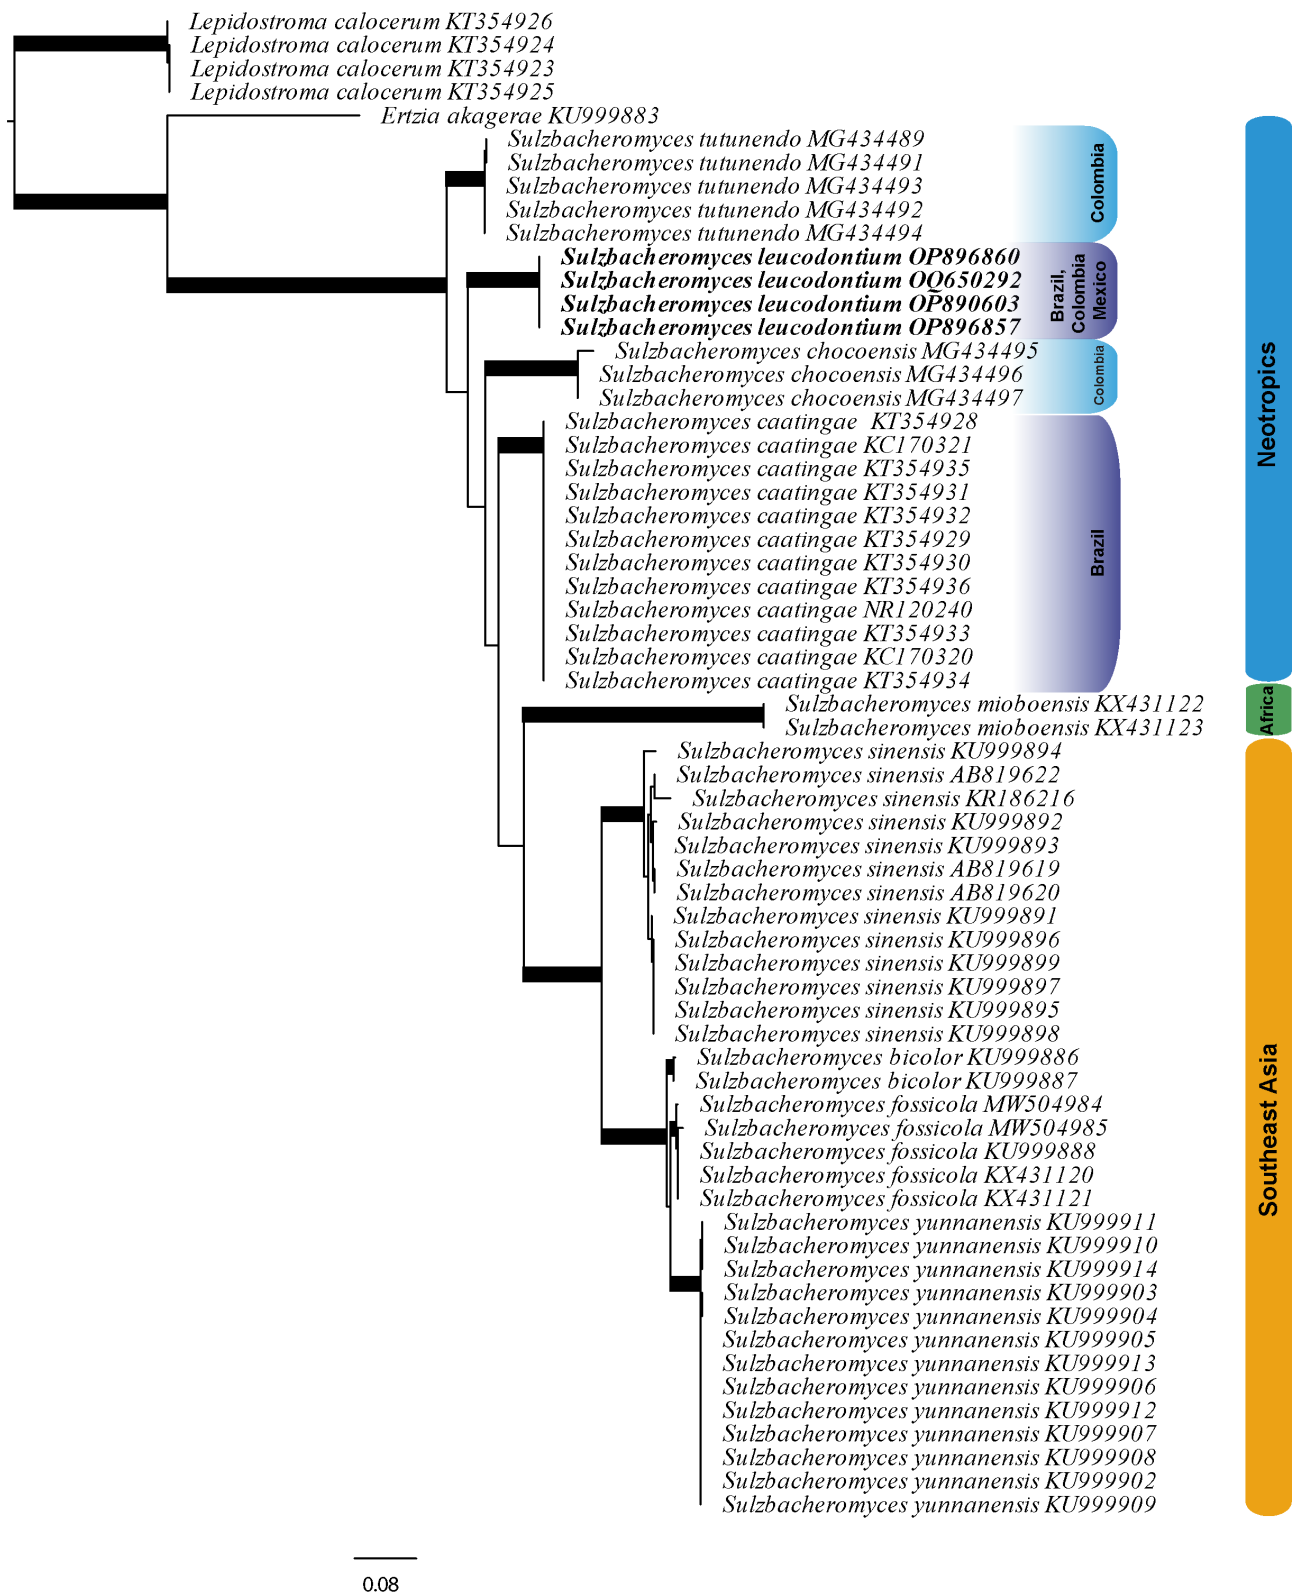 Lepidostroma calocerum KT354926
Lepidostroma calocerum KT354924
Lepidostroma calocerum KT354923
Lepidostroma calocerum KT354925
Ertzia akagerae KU999883
Sulzbacheromyces tutunendo MG434489
Sulzbacheromyces tutunendo MG434491
Sulzbacheromyces tutunendo MG434493
Sulzbacheromyces tutunendo MG434492
Sulzbacheromyces tutunendo MG434494
Colombia
Sulzbacheromyces leucodontium OP896860
Sulzbacheromyces leucodontium OQ650292
Sulzbacheromyces leucodontium OP890603
Sulzbacheromyces leucodontium OP896857
Brazil,
Colombia
Mexico
Sulzbacheromyces chocoensis MG434495
Sulzbacheromyces chocoensis MG434496
Sulzbacheromyces chocoensis MG434497
Colombia
Sulzbacheromyces caatingae KT354928
Sulzbacheromyces caatingae KC170321
Sulzbacheromyces caatingae KT354935
Sulzbacheromyces caatingae KT354931
Sulzbacheromyces caatingae KT354932
Sulzbacheromyces caatingae KT354929
Sulzbacheromyces caatingae KT354930
Sulzbacheromyces caatingae KT354936
Sulzbacheromyces caatingae NR120240
Sulzbacheromyces caatingae KT354933
Sulzbacheromyces caatingae KC170320
Sulzbacheromyces caatingae KT354934
Brazil
Neotropics
Sulzbacheromyces mioboensis KX431122
Sulzbacheromyces mioboensis KX431123
Africa
Sulzbacheromyces sinensis KU999894
Sulzbacheromyces sinensis AB819622
Sulzbacheromyces sinensis KR186216
Sulzbacheromyces sinensis KU999892
Sulzbacheromyces sinensis KU999893
Sulzbacheromyces sinensis AB819619
Sulzbacheromyces sinensis AB819620
Sulzbacheromyces sinensis KU999891
Sulzbacheromyces sinensis KU999896
Sulzbacheromyces sinensis KU999899
Sulzbacheromyces sinensis KU999897
Sulzbacheromyces sinensis KU999895
Sulzbacheromyces sinensis KU999898
Sulzbacheromyces bicolor KU999886
Sulzbacheromyces bicolor KU999887
Sulzbacheromyces fossicola MW504984
Sulzbacheromyces fossicola MW504985
Sulzbacheromyces fossicola KU999888
Sulzbacheromyces fossicola KX431120
Sulzbacheromyces fossicola KX431121
Sulzbacheromyces yunnanensis KU999911
Sulzbacheromyces yunnanensis KU999910
Sulzbacheromyces yunnanensis KU999914
Sulzbacheromyces yunnanensis KU999903
Sulzbacheromyces yunnanensis KU999904
Sulzbacheromyces yunnanensis KU999905
Sulzbacheromyces yunnanensis KU999913
Sulzbacheromyces yunnanensis KU999906
Sulzbacheromyces yunnanensis KU999912
Sulzbacheromyces yunnanensis KU999907
Sulzbacheromyces yunnanensis KU999908
Sulzbacheromyces yunnanensis KU999902
Sulzbacheromyces yunnanensis KU999909
Southeast Asia
0.08